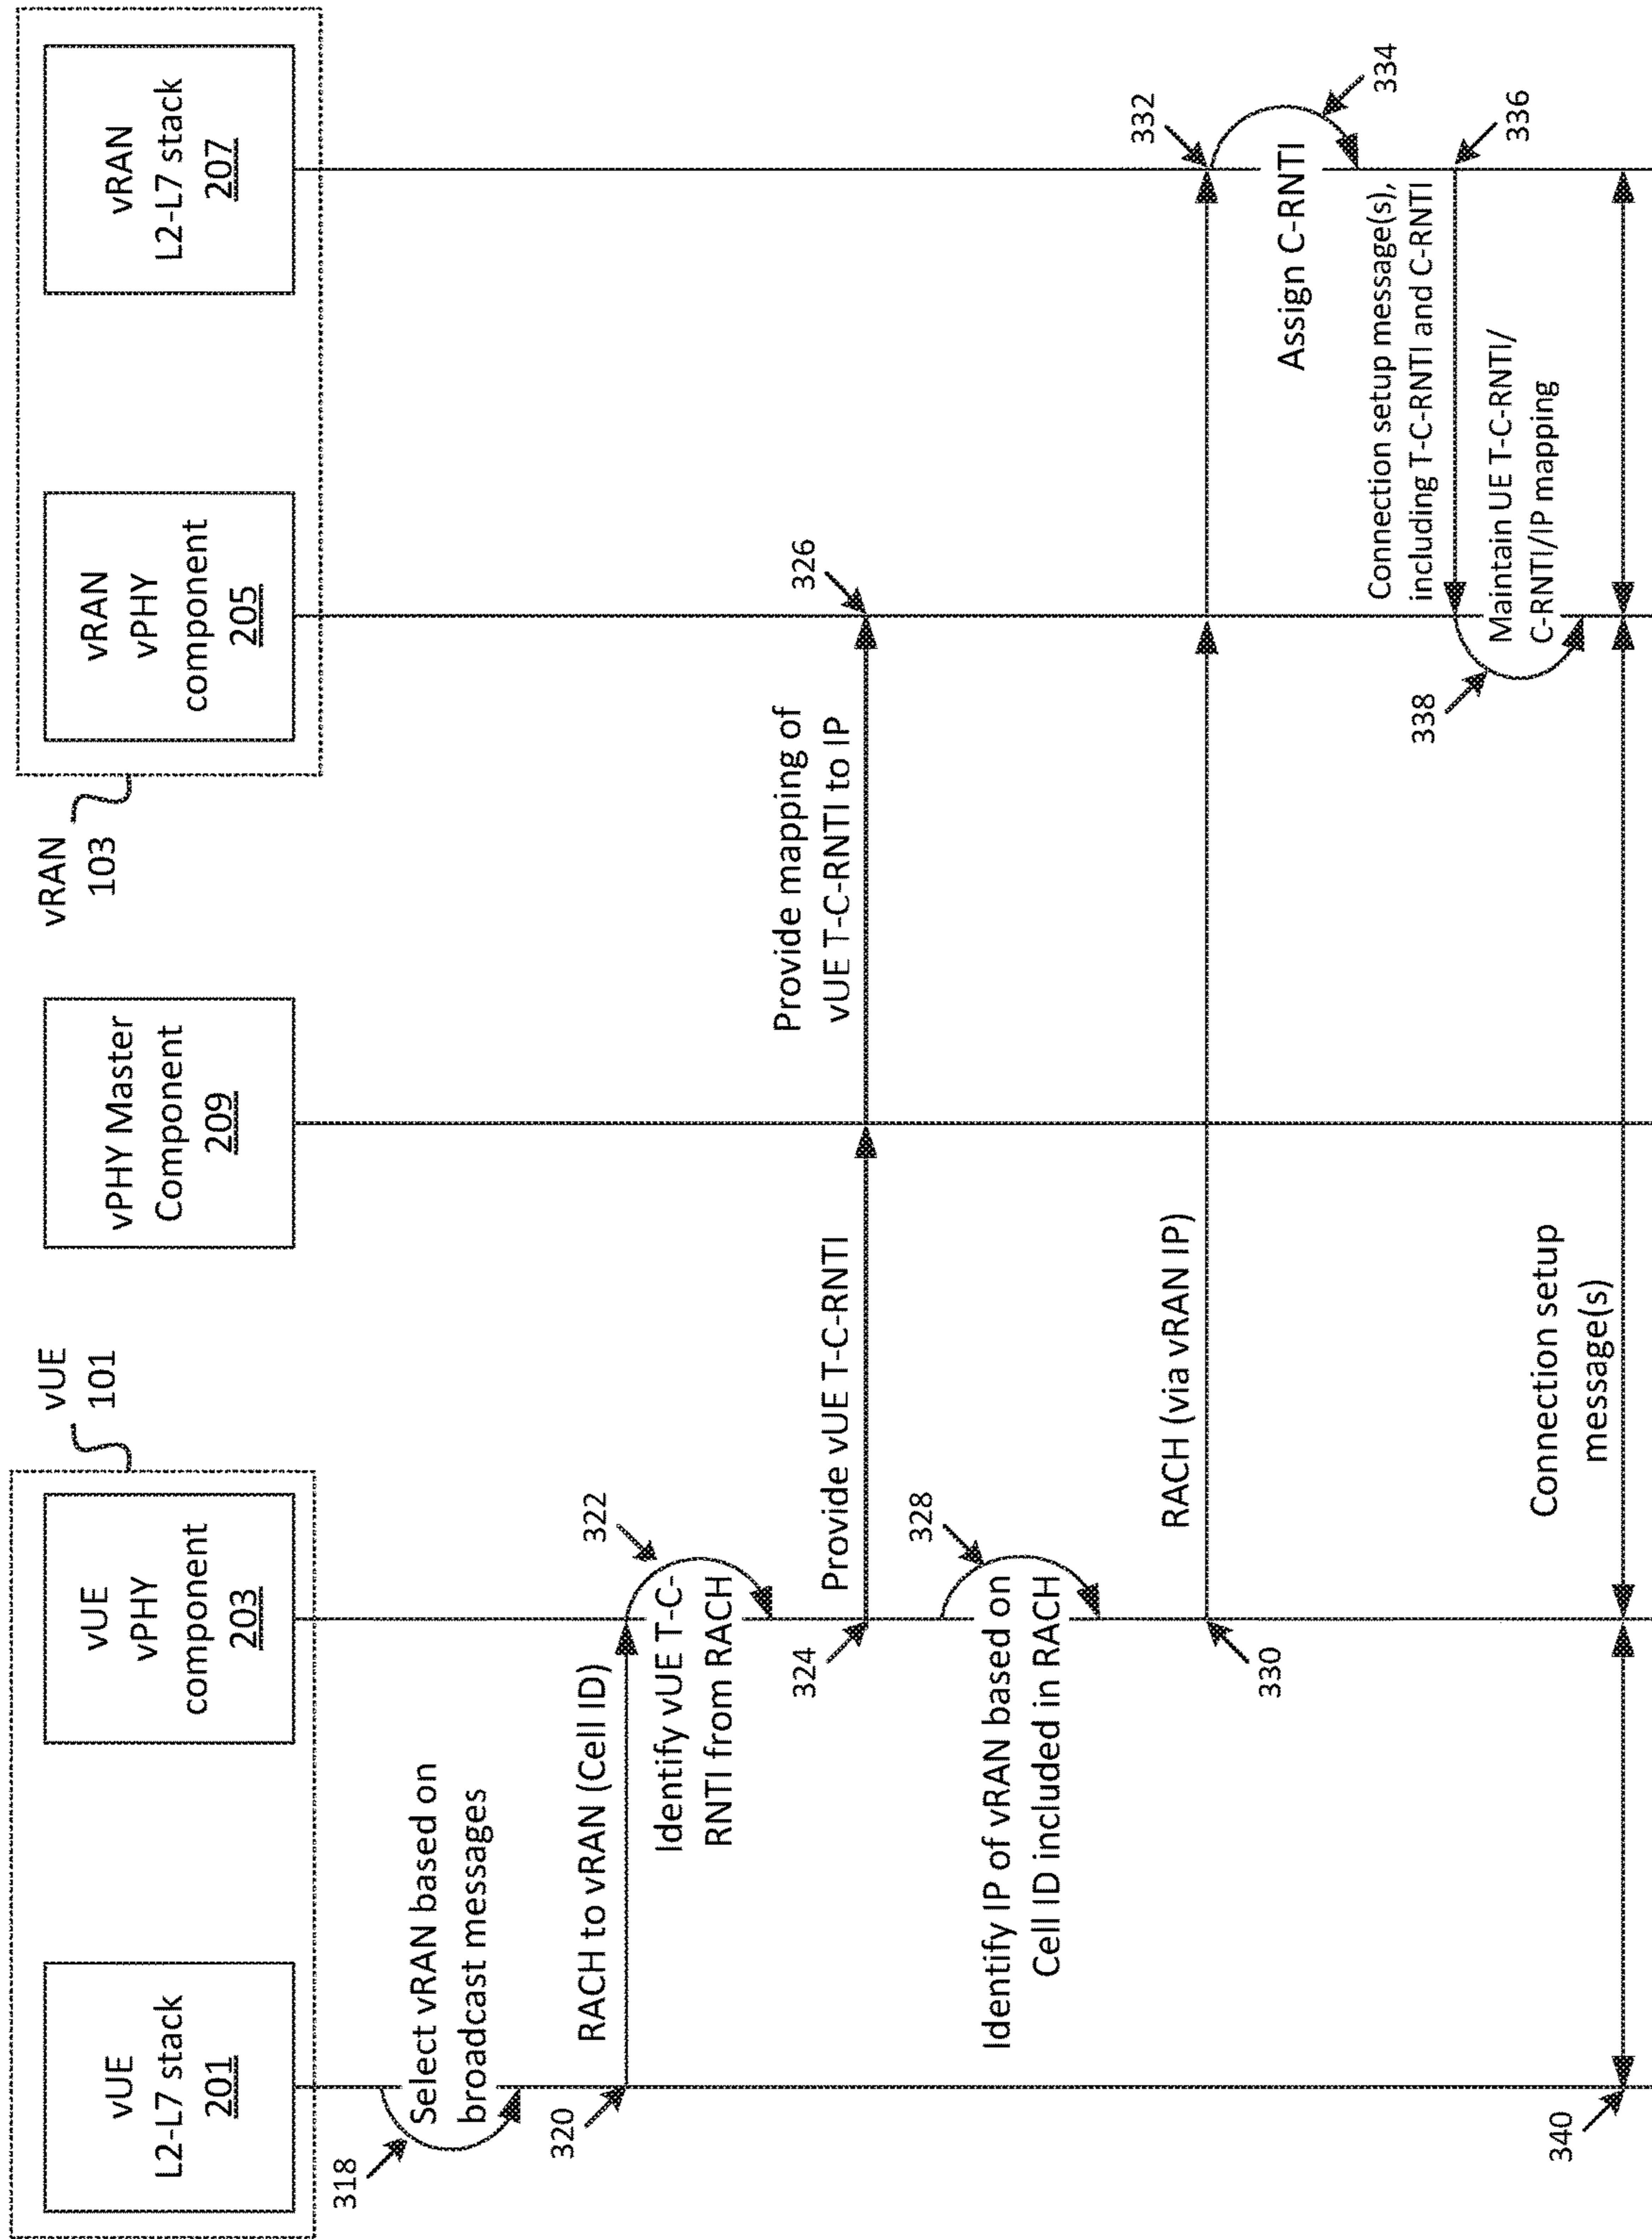 vUE
101
vRAN
103
vUE
L2-L7 stack
201
vUE
vPHY
component
203
vPHY Master
Component
209
vRAN
vPHY
component
205
vRAN
L2-L7 stack
207
318
Select vRAN based on
broadcast messages
320
RACH to vRAN (Cell ID)
322
Identify vUE T-C-
RNTI from RACH
324
Provide vUE T-C-RNTI
Provide mapping of
vUE T-C-RNTI to IP
326
328
Identify IP of vRAN based on
Cell ID included in RACH
330
RACH (via vRAN IP)
332
Assign C-RNTI
334
Connection setup message(s),
including T-C-RNTI and C-RNTI
336
338
Maintain UE T-C-RNTI/
C-RNTI/IP mapping
340
Connection setup
message(s)